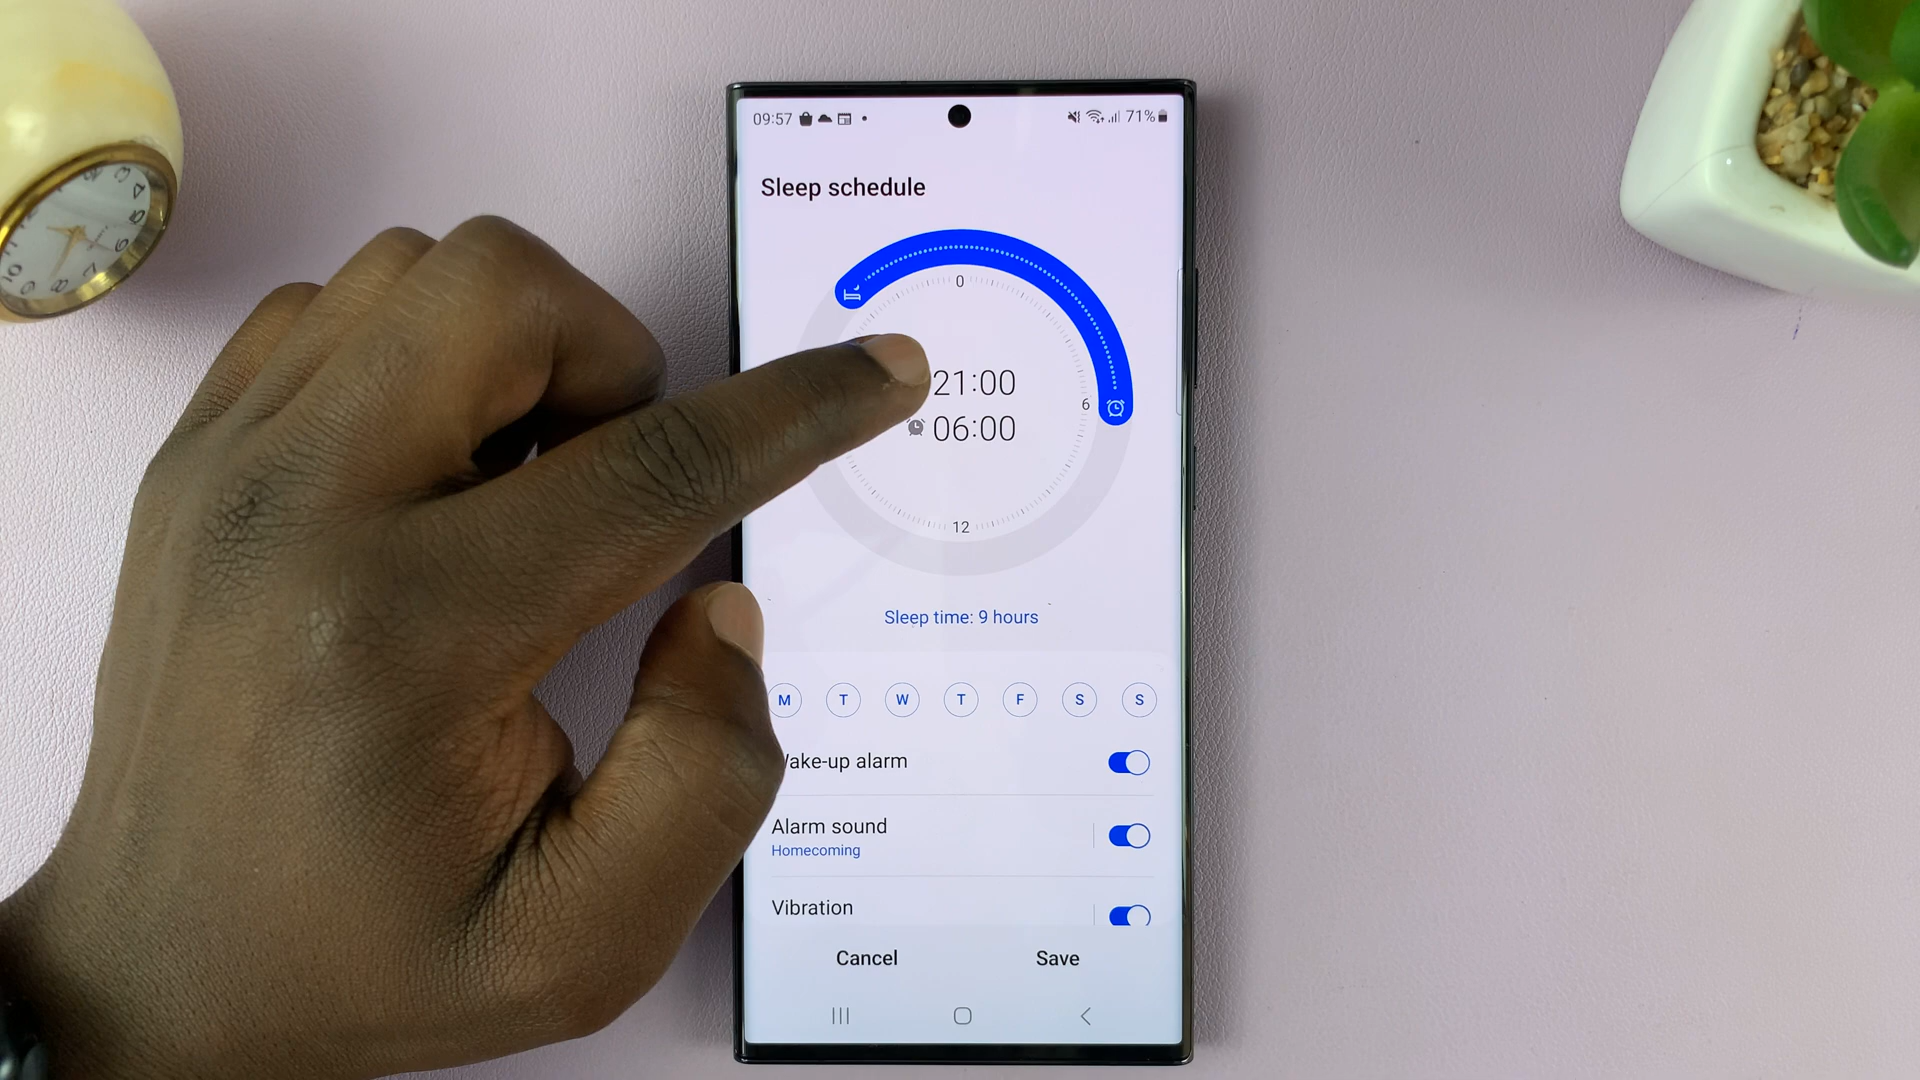 09:57 71%
Sleep schedule
0
21:00
6
06:00
12
Sleep time: 9 hours
M T W T F S S
ake-up alarm
Alarm sound
Homecoming
Vibration
Cancel Save